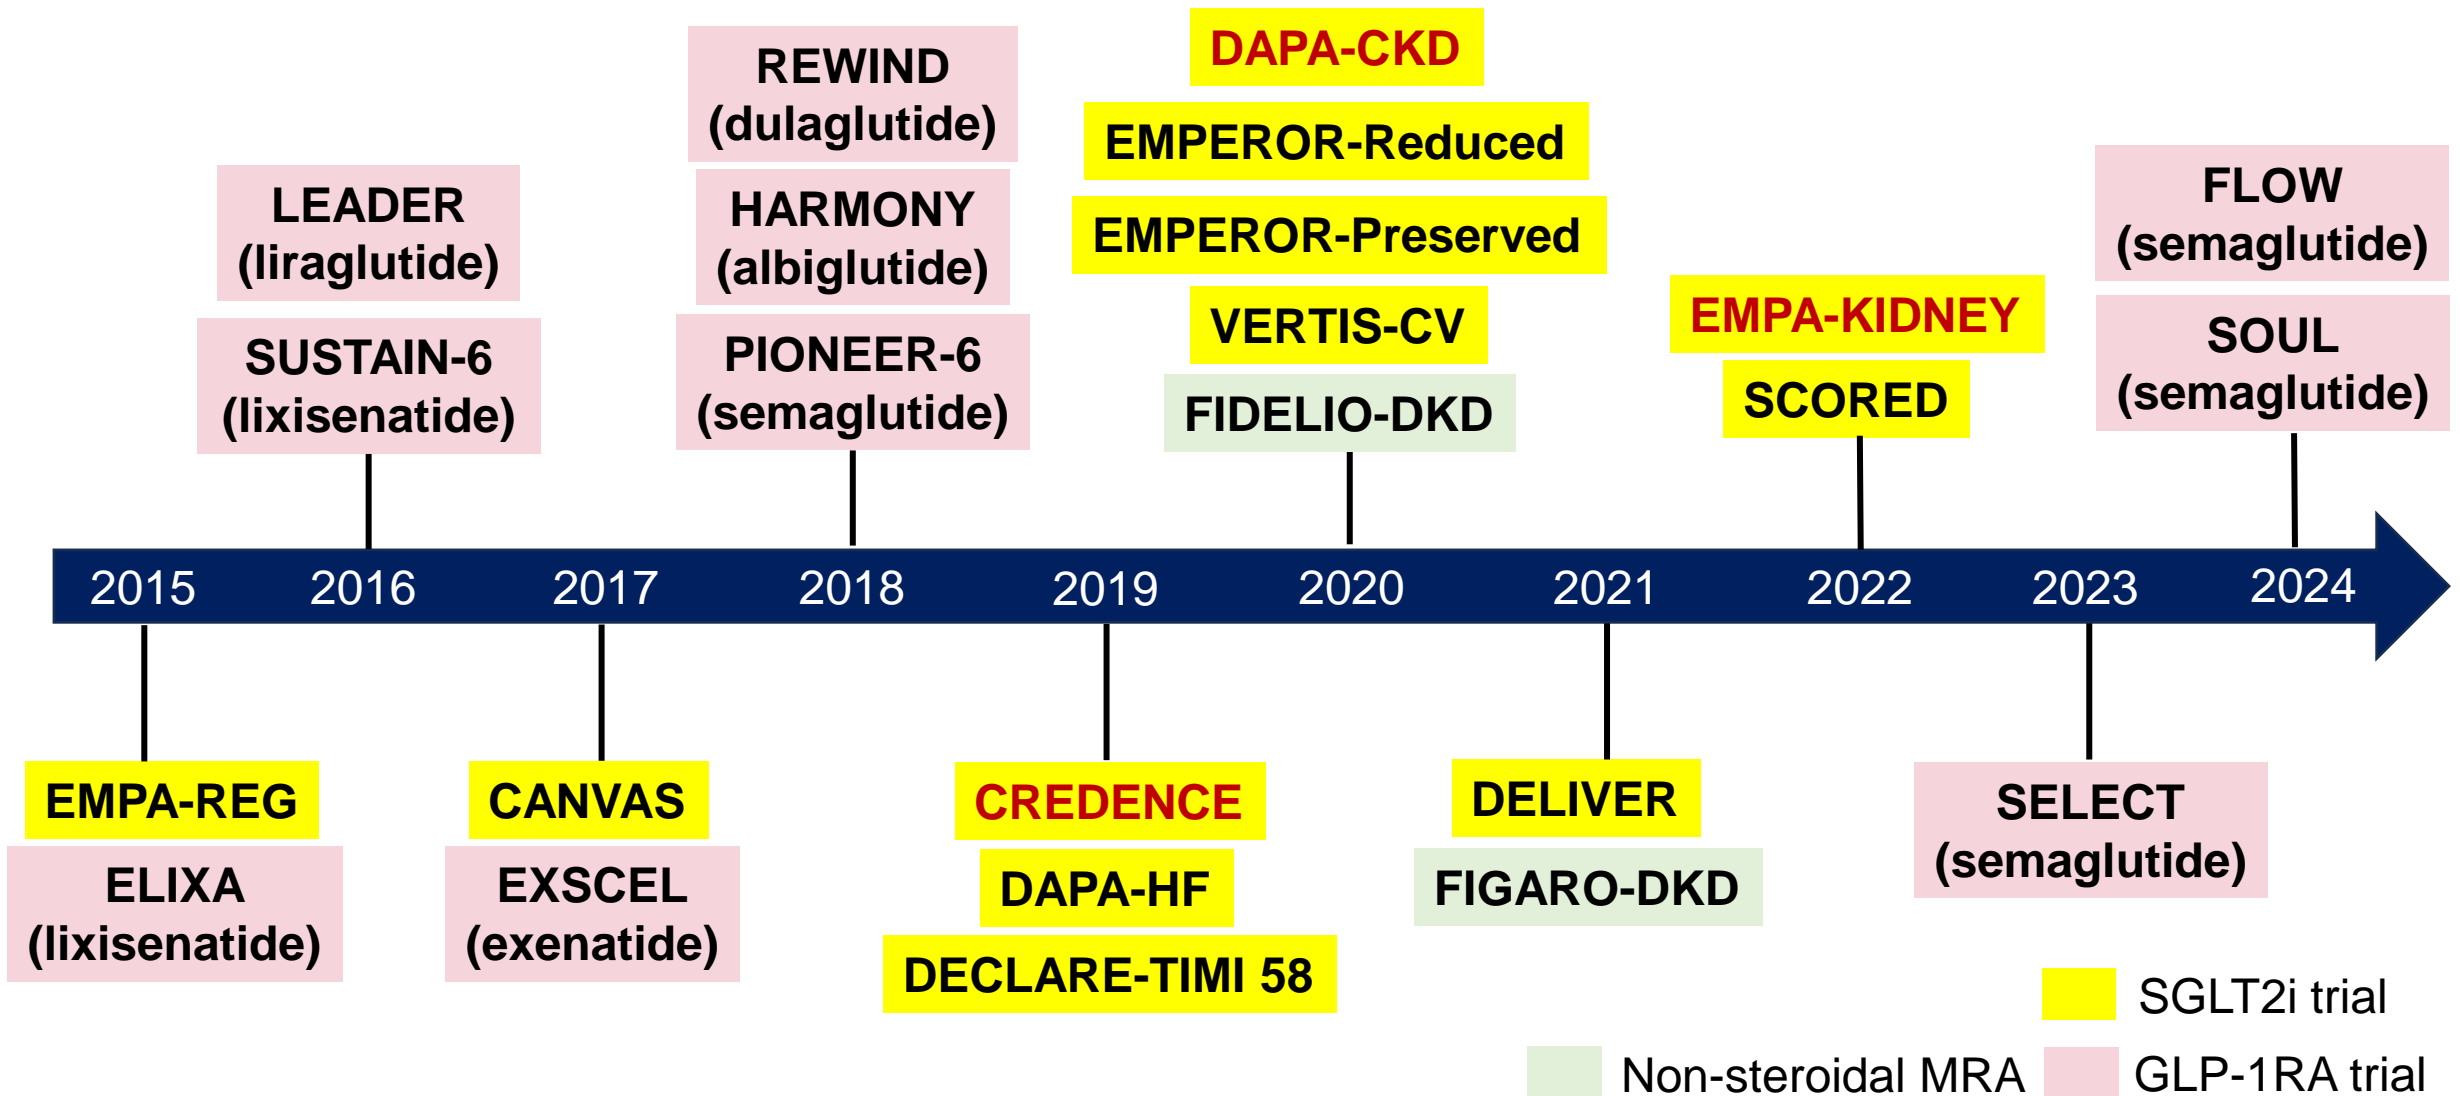 REWIND
(dulaglutide)
HARMONY
(albiglutide)
PIONEER-6
(semaglutide)
LEADER
(liraglutide)
SUSTAIN-6
(lixisenatide)
DAPA-CKD
EMPEROR-Reduced
EMPEROR-Preserved
VERTIS-CV
FIDELIO-DKD
EMPA-KIDNEY
SCORED
FLOW
(semaglutide)
SOUL
(semaglutide)
2015 2016 2017 2018 2019 2020 2021 2022 2023 2024
EMPA-REG
ELIXA
(lixisenatide)
CANVAS
EXSCEL
(exenatide)
CREDENCE
DAPA-HF
DECLARE-TIMI 58
DELIVER
FIGARO-DKD
SELECT
(semaglutide)
SGLT2i trial
Non-steroidal MRA
GLP-1RA trial